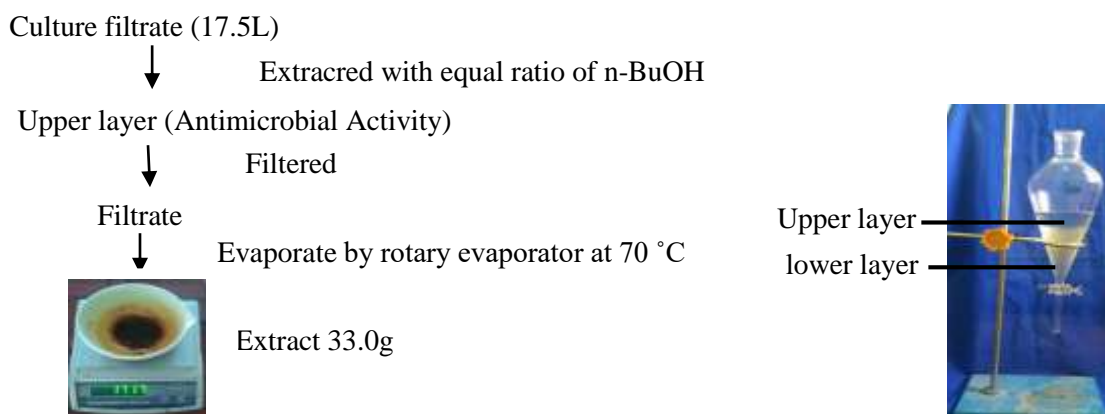 Culture filtrate (17.5L)
Extracred with equal ratio of n-BuOH
Upper layer (Antimicrobial Activity)
Filtered
Filtrate
Evaporate by rotary evaporator at 70 ˚C
Extract 33.0g
Upper layer
lower layer